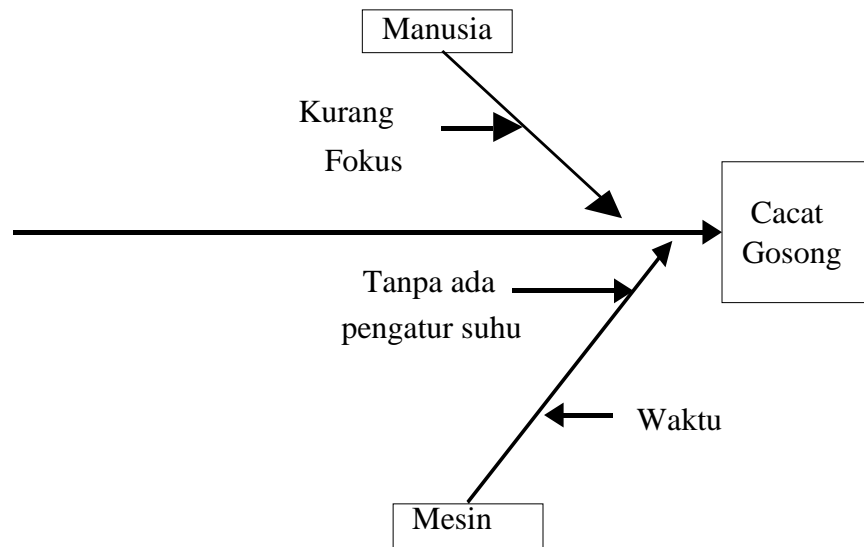 Manusia
Kurang
Fokus
Cacat
Gosong
Tanpa ada
pengatur suhu
Waktu
Mesin